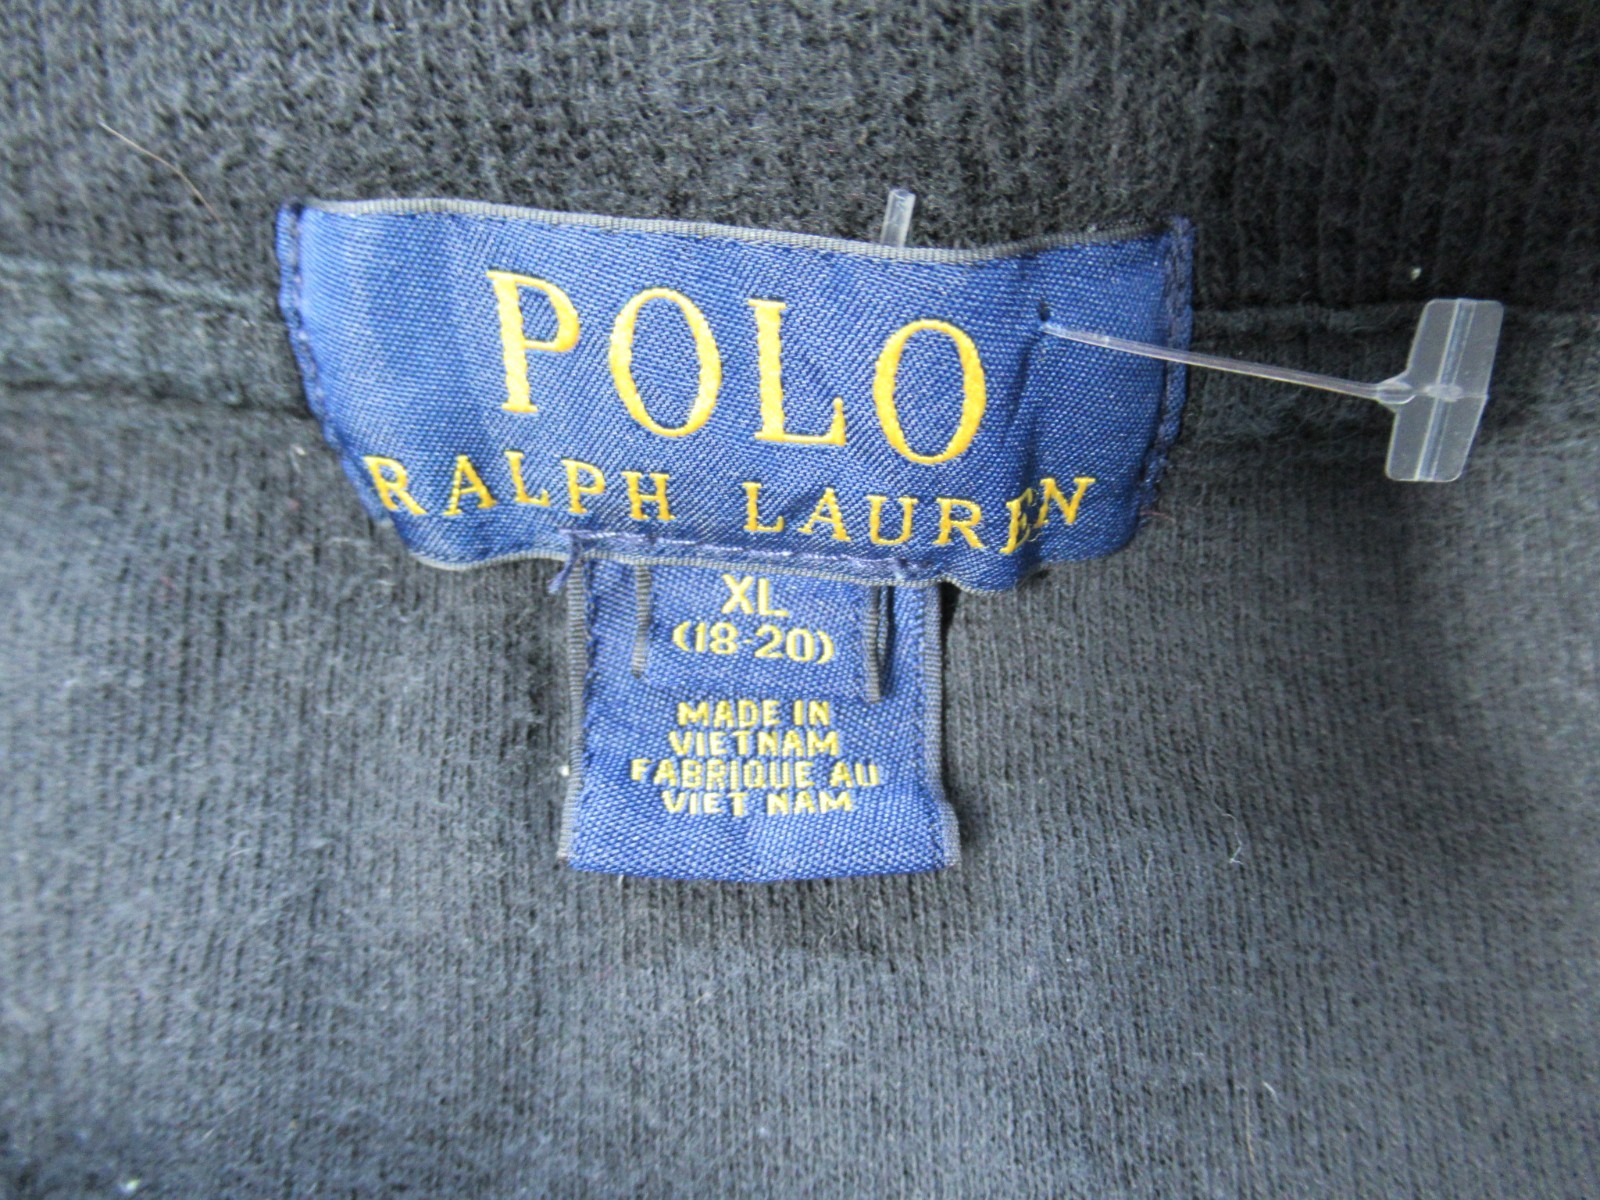 POLO
RALPH LAUREN
XL
(18-20)
MADE IN
VIETNAM
FABRIQUE AU
VIET NAM